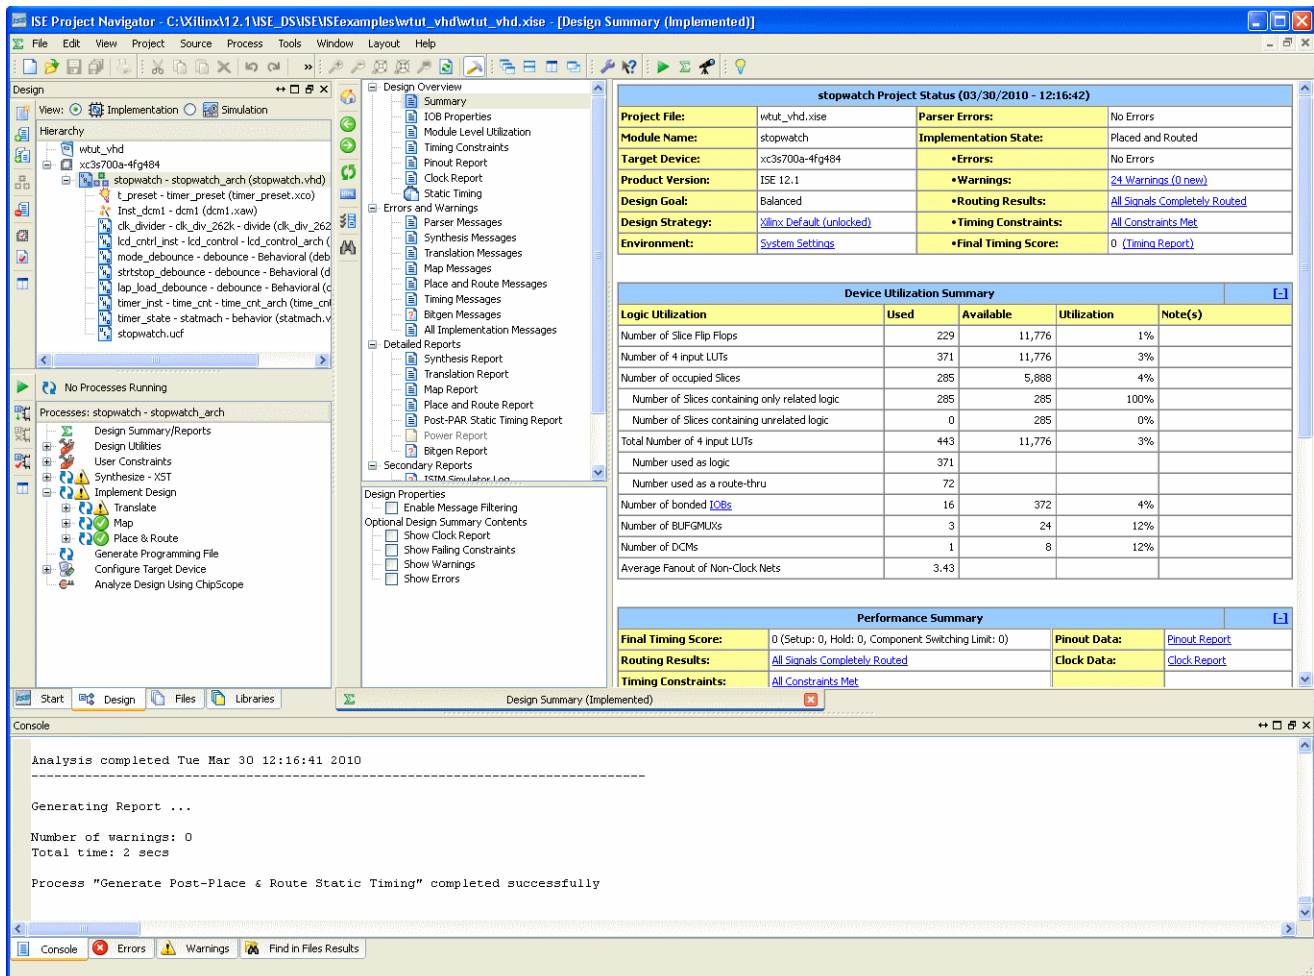 ISE Project Navigator - C:\Xilinx\12.1\ISE_DS\ISE\ISEexamples\wtut_vhd\wtut_vhd.xise - [Design Summary (Implemented)]
File Edit View Project Source Process Tools Window Layout Help
Design
View: Implementation Simulation
Hierarchy
wtut_vhd
xc3s700a-4fg484
stopwatch - stopwatch_arch (stopwatch.vhd)
t_preset - timer_preset (timer_preset.xco)
Inst_dcm1 - dcm1 (dcm1.xaw)
clk_divider - clk_div_262k - divide (clk_div_262
lcd_cntrl_inst - lcd_control - lcd_control_arch (
mode_debounce - debounce - Behavioral (deb
strtstop_debounce - debounce - Behavioral (d
lap_load_debounce - debounce - Behavioral (c
timer_inst - time_cnt - time_cnt_arch (time_cnt
timer_state - statmach - behavior (statmach.v
stopwatch.ucf
No Processes Running
Processes: stopwatch - stopwatch_arch
Design Summary/Reports
Design Utilities
User Constraints
Synthesize - XST
Implement Design
Translate
Map
Place & Route
Generate Programming File
Configure Target Device
Analyze Design Using ChipScope
Start Design Files Libraries
Design Overview
Summary
IOB Properties
Module Level Utilization
Timing Constraints
Pinout Report
Clock Report
Static Timing
Errors and Warnings
Parser Messages
Synthesis Messages
Translation Messages
Map Messages
Place and Route Messages
Timing Messages
Bitgen Messages
All Implementation Messages
Detailed Reports
Synthesis Report
Translation Report
Map Report
Place and Route Report
Post-PAR Static Timing Report
Power Report
Bitgen Report
Secondary Reports
ISIM Simulator Log
Design Properties
Enable Message Filtering
Optional Design Summary Contents
Show Clock Report
Show Failing Constraints
Show Warnings
Show Errors
stopwatch Project Status (03/30/2010 - 12:16:42)
Project File: wtut_vhd.xise Parser Errors: No Errors
Module Name: stopwatch Implementation State: Placed and Routed
Target Device: xc3s700a-4fg484 •Errors: No Errors
Product Version: ISE 12.1 •Warnings: 24 Warnings (0 new)
Design Goal: Balanced •Routing Results: All Signals Completely Routed
Design Strategy: Xilinx Default (unlocked) •Timing Constraints: All Constraints Met
Environment: System Settings •Final Timing Score: 0 (Timing Report)
Device Utilization Summary [-]
Logic Utilization Used Available Utilization Note(s)
Number of Slice Flip Flops 229 11,776 1%
Number of 4 input LUTs 371 11,776 3%
Number of occupied Slices 285 5,888 4%
Number of Slices containing only related logic 285 285 100%
Number of Slices containing unrelated logic 0 285 0%
Total Number of 4 input LUTs 443 11,776 3%
Number used as logic 371
Number used as a route-thru 72
Number of bonded IOBs 16 372 4%
Number of BUFGMUXs 3 24 12%
Number of DCMs 1 8 12%
Average Fanout of Non-Clock Nets 3.43
Performance Summary [-]
Final Timing Score: 0 (Setup: 0, Hold: 0, Component Switching Limit: 0) Pinout Data: Pinout Report
Routing Results: All Signals Completely Routed Clock Data: Clock Report
Timing Constraints: All Constraints Met
Design Summary (Implemented)
Console
Analysis completed Tue Mar 30 12:16:41 2010
--------------------------------------------------------------------------------
Generating Report ...
Number of warnings: 0
Total time: 2 secs
Process "Generate Post-Place & Route Static Timing" completed successfully
Console Errors Warnings Find in Files Results